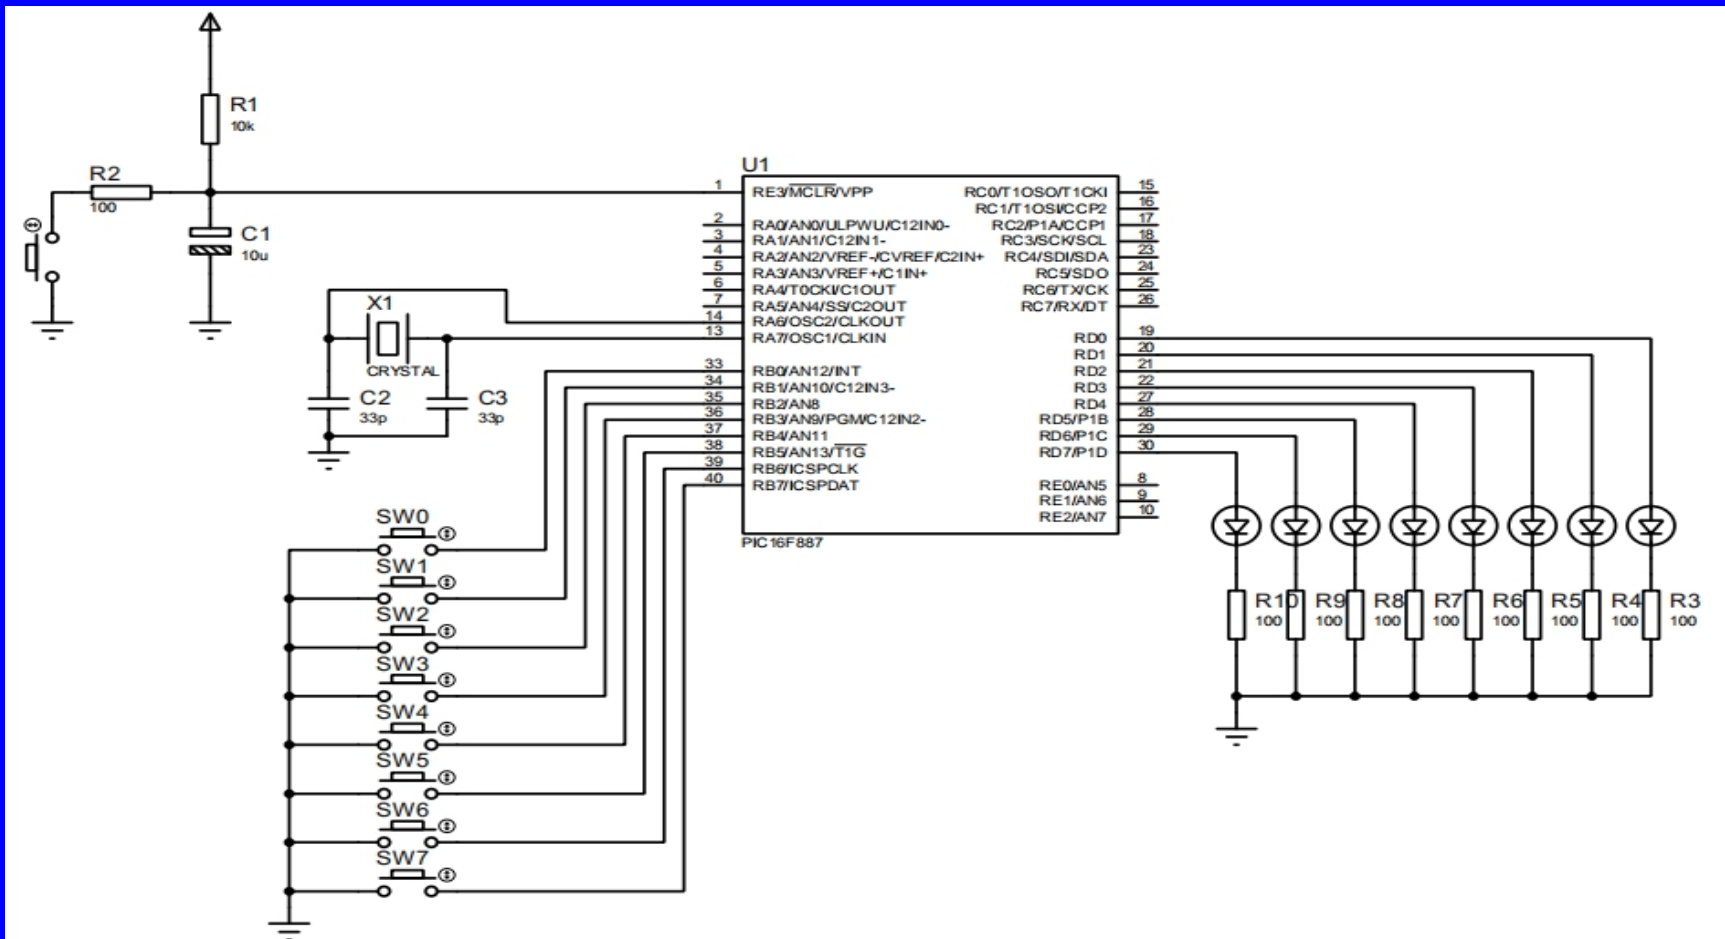 R1
10k
R2
100
C1
10u
X1
CRYSTAL
C2
33p
C3
33p
SW0
SW1
SW2
SW3
SW4
SW5
SW6
SW7
U1
1 RE3/MCLR/VPP
2 RA0/AN0/ULPWU/C12IN0-
3 RA1/AN1/C12IN1-
4 RA2/AN2/VREF-/CVREF/C2IN+
5 RA3/AN3/VREF+/C1IN+
6 RA4/T0CKI/C1OUT
7 RA5/AN4/SS/C2OUT
14 RA6/OSC2/CLKOUT
13 RA7/OSC1/CLKIN
33 RB0/AN12/INT
34 RB1/AN10/C12IN3-
35 RB2/AN8
36 RB3/AN9/PGM/C12IN2-
37 RB4/AN11
38 RB5/AN13/T1G
39 RB6/ICSPCLK
40 RB7/ICSPDAT
RC0/T1OSO/T1CKI 15
RC1/T1OSI/CCP2 16
RC2/P1A/CCP1 17
RC3/SCK/SCL 18
RC4/SDI/SDA 23
RC5/SDO 24
RC6/TX/CK 25
RC7/RX/DT 26
RD0 19
RD1 20
RD2 21
RD3 22
RD4 27
RD5/P1B 28
RD6/P1C 29
RD7/P1D 30
RE0/AN5 8
RE1/AN6 9
RE2/AN7 10
PIC16F887
R10 R9 R8 R7 R6 R5 R4 R3
100 100 100 100 100 100 100 100